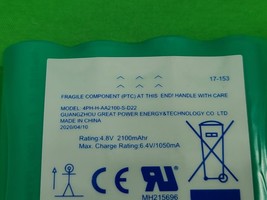 17-153
FRAGILE COMPONENT (FTC) AT THIS END! HANDLE WITH CARE
MODEL:4PH-H-AA2100-S-D22
GUANGZHOU GREAT POWER ENERGY&TECHNOLOGY CO.,LTD
MADE IN CHINA
2020/04/10
Rating:4.8V 2100mAhr
Max. Charge Rating:6.4V/1050mA
CE
MH215696